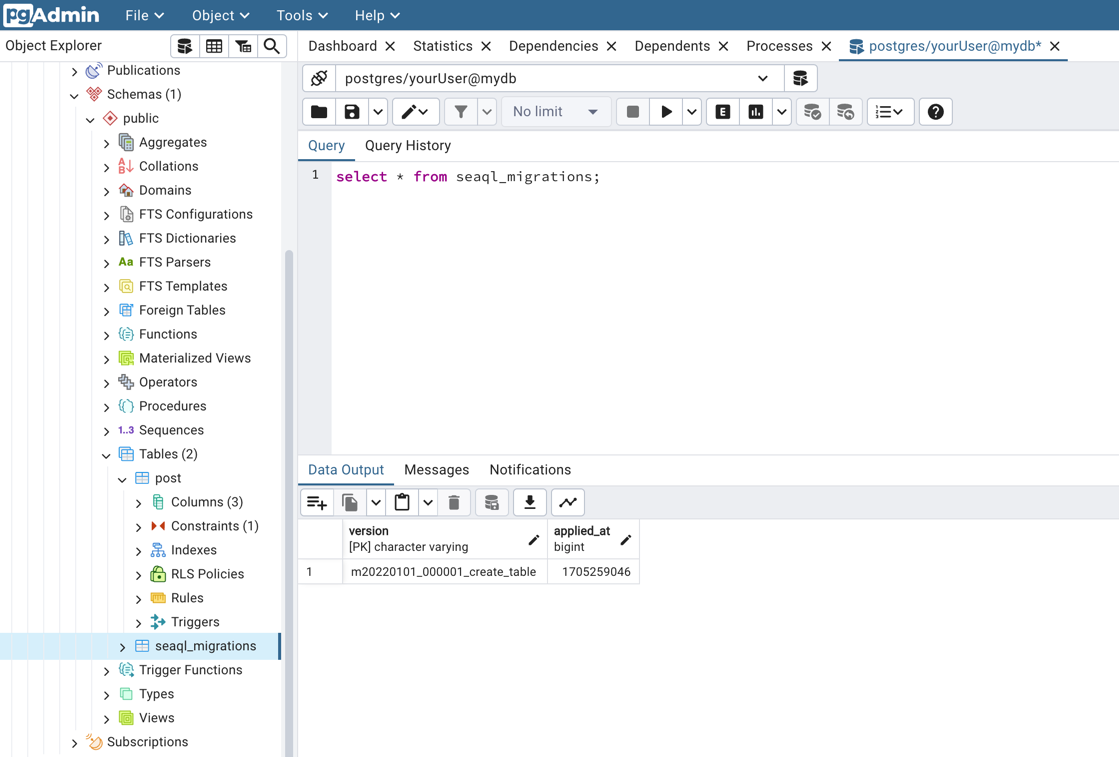 pgAdmin File Object Tools Help
Object Explorer
Dashboard Statistics Dependencies Dependents Processes postgres/yourUser@mydb*
Publications
Schemas (1)
public
Aggregates
Collations
Domains
FTS Configurations
FTS Dictionaries
Aa FTS Parsers
FTS Templates
Foreign Tables
Functions
Materialized Views
Operators
Procedures
1..3 Sequences
Tables (2)
post
Columns (3)
Constraints (1)
Indexes
RLS Policies
Rules
Triggers
seaql_migrations
Trigger Functions
Types
Views
Subscriptions
postgres/yourUser@mydb
No limit
E
Query Query History
1 select * from seaql_migrations;
Data Output Messages Notifications
version applied_at
[PK] character varying bigint
1 m20220101_000001_create_table 1705259046